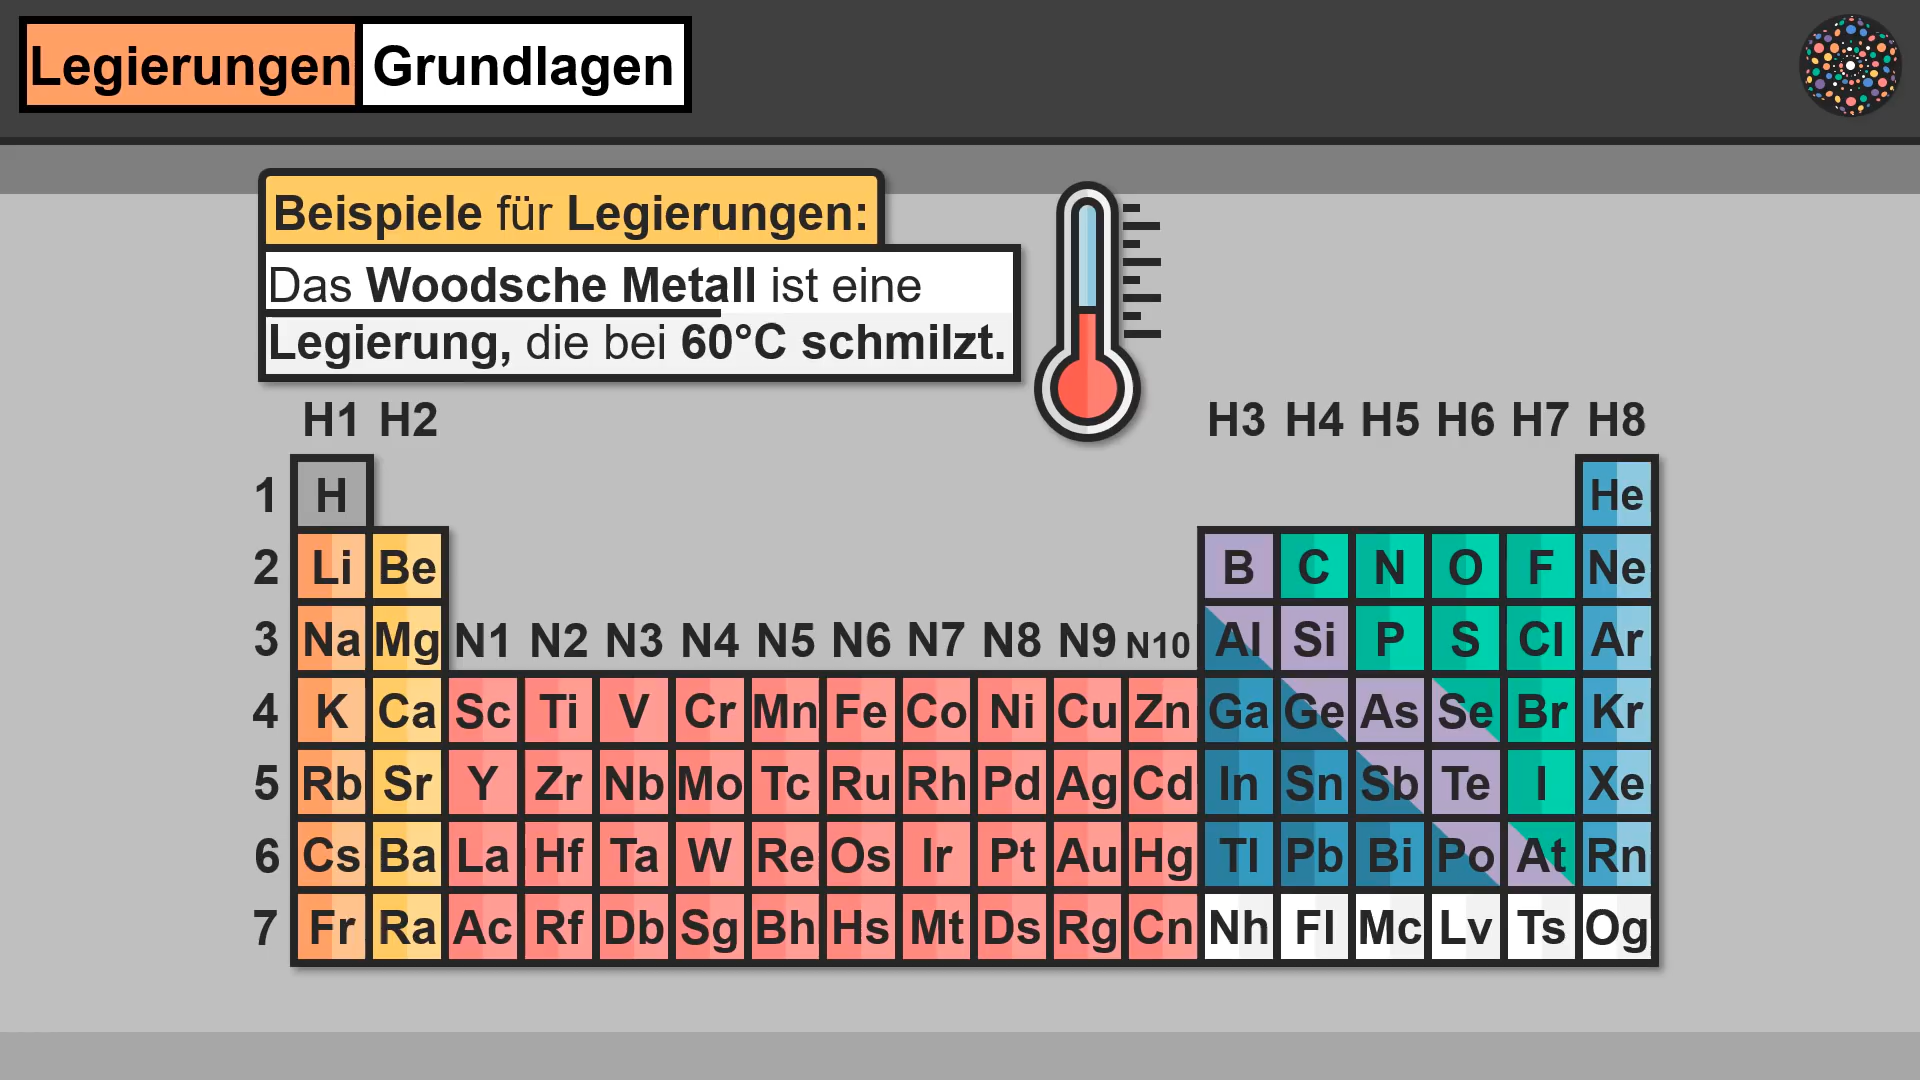 Legierungen Grundlagen
Beispiele für Legierungen:
Das Woodsche Metall ist eine
Legierung, die bei 60°C schmilzt.
H1 H2 H3 H4 H5 H6 H7 H8
1 H He
2 Li Be B C N O F Ne
3 Na Mg N1 N2 N3 N4 N5 N6 N7 N8 N9 N10 Al Si P S Cl Ar
4 K Ca Sc Ti V Cr Mn Fe Co Ni Cu Zn Ga Ge As Se Br Kr
5 Rb Sr Y Zr Nb Mo Tc Ru Rh Pd Ag Cd In Sn Sb Te I Xe
6 Cs Ba La Hf Ta W Re Os Ir Pt Au Hg Tl Pb Bi Po At Rn
7 Fr Ra Ac Rf Db Sg Bh Hs Mt Ds Rg Cn Nh Fl Mc Lv Ts Og